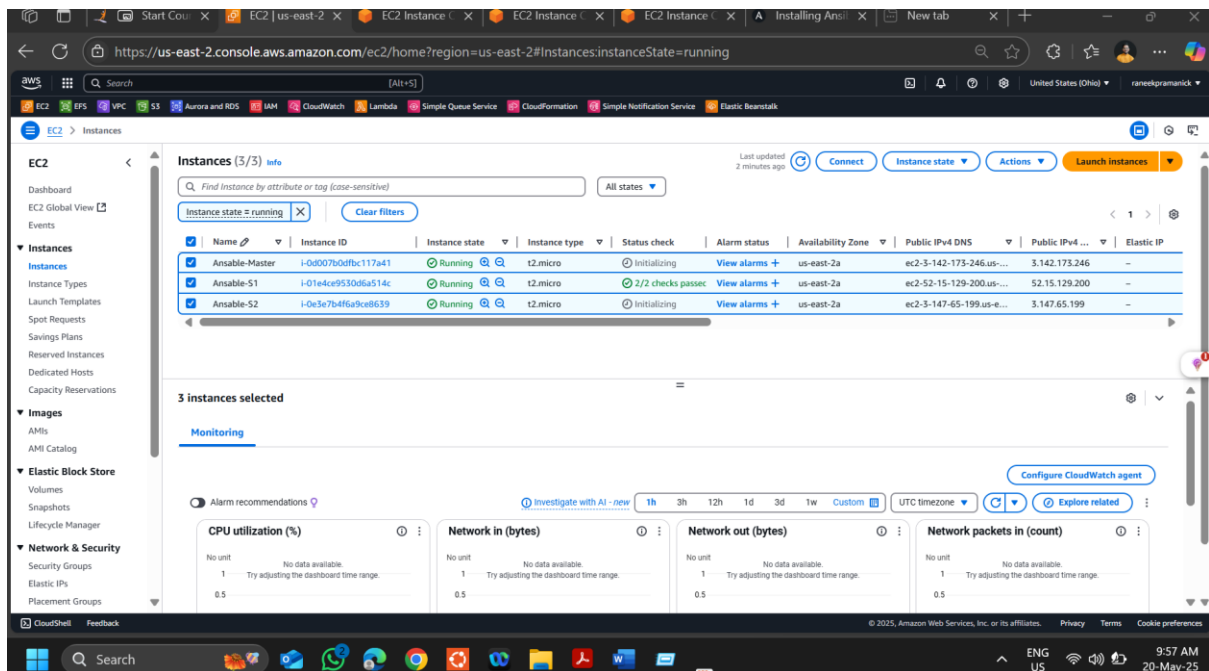 Start Cour
EC2 | us-east-2
EC2 Instance C
EC2 Instance C
EC2 Instance C
Installing Ansil
New tab
https://us-east-2.console.aws.amazon.com/ec2/home?region=us-east-2#Instances:instanceState=running
aws
Search
[Alt+S]
United States (Ohio)
raneekpramanick
EC2 EFS VPC S3 Aurora and RDS IAM CloudWatch Lambda Simple Queue Service CloudFormation Simple Notification Service Elastic Beanstalk
EC2 > Instances
EC2
Dashboard
EC2 Global View
Events
Instances
Instances
Instance Types
Launch Templates
Spot Requests
Savings Plans
Reserved Instances
Dedicated Hosts
Capacity Reservations
Images
AMIs
AMI Catalog
Elastic Block Store
Volumes
Snapshots
Lifecycle Manager
Network & Security
Security Groups
Elastic IPs
Placement Groups
Instances (3/3) Info
Last updated
2 minutes ago
Connect
Instance state
Actions
Launch instances
Find Instance by attribute or tag (case-sensitive)
All states
Instance state = running
Clear filters
1
Name Instance ID Instance state Instance type Status check Alarm status Availability Zone Public IPv4 DNS Public IPv4 ... Elastic IP
Ansable-Master i-0d007b0dfbc117a41 Running t2.micro Initializing View alarms + us-east-2a ec2-3-142-173-246.us-... 3.142.173.246 –
Ansable-S1 i-01e4ce9530d6a514c Running t2.micro 2/2 checks passec View alarms + us-east-2a ec2-52-15-129-200.us-... 52.15.129.200 –
Ansable-S2 i-0e3e7b4f6a9ce8639 Running t2.micro Initializing View alarms + us-east-2a ec2-3-147-65-199.us-e... 3.147.65.199 –
3 instances selected
Monitoring
Configure CloudWatch agent
Alarm recommendations
Investigate with AI - new
1h 3h 12h 1d 3d 1w Custom
UTC timezone
Explore related
CPU utilization (%)
No unit
No data available.
Try adjusting the dashboard time range.
1
0.5
Network in (bytes)
No unit
No data available.
Try adjusting the dashboard time range.
1
0.5
Network out (bytes)
No unit
No data available.
Try adjusting the dashboard time range.
1
0.5
Network packets in (count)
No unit
No data available.
Try adjusting the dashboard time range.
1
0.5
CloudShell Feedback
© 2025, Amazon Web Services, Inc. or its affiliates. Privacy Terms Cookie preferences
Search
2
ENG
US
9:57 AM
20-May-25